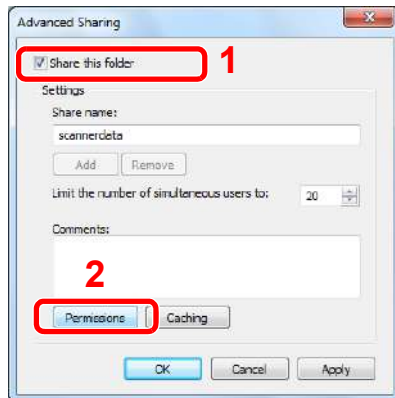 Advanced Sharing
Share this folder
1
Settings
Share name:
scannerdata
Add Remove
Limit the number of simultaneous users to: 20
Comments:
2
Permissions Caching
OK Cancel Apply